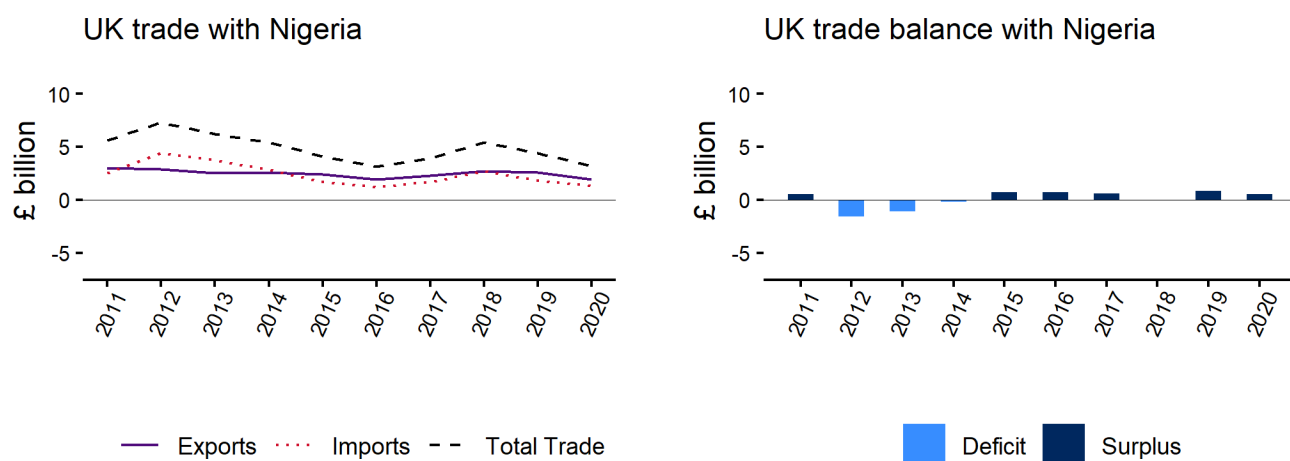 UK trade with Nigeria
10
5
0
-5
£ billion
2011 2012 2013 2014 2015 2016 2017 2018 2019 2020
Exports Imports Total Trade
UK trade balance with Nigeria
10
5
0
-5
£ billion
2011 2012 2013 2014 2015 2016 2017 2018 2019 2020
Deficit Surplus